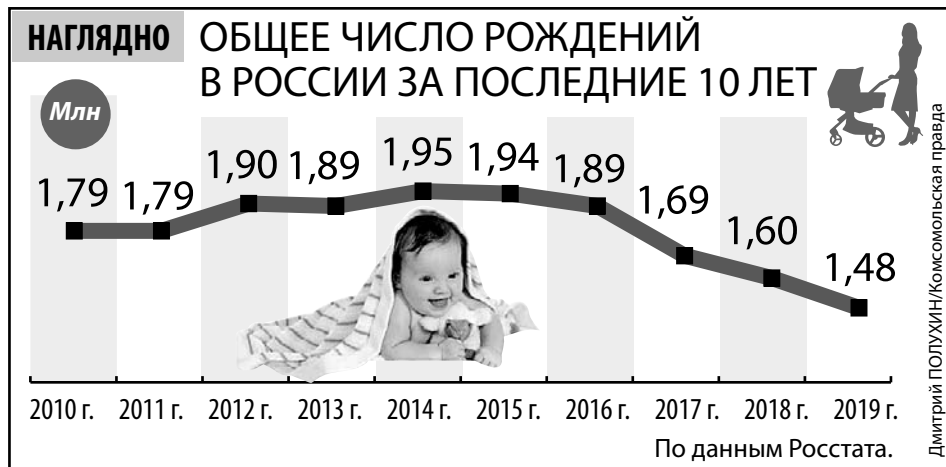 НАГЛЯДНО
ОБЩЕЕ ЧИСЛО РОЖДЕНИЙ
В РОССИИ ЗА ПОСЛЕДНИЕ 10 ЛЕТ
Млн
1,79
1,79
1,90
1,89
1,95
1,94
1,89
1,69
1,60
1,48
2010 г. 2011 г. 2012 г. 2013 г. 2014 г. 2015 г. 2016 г. 2017 г. 2018 г. 2019 г.
По данным Росстата.
Дмитрий ПОЛУХИН/Комсомольская правда